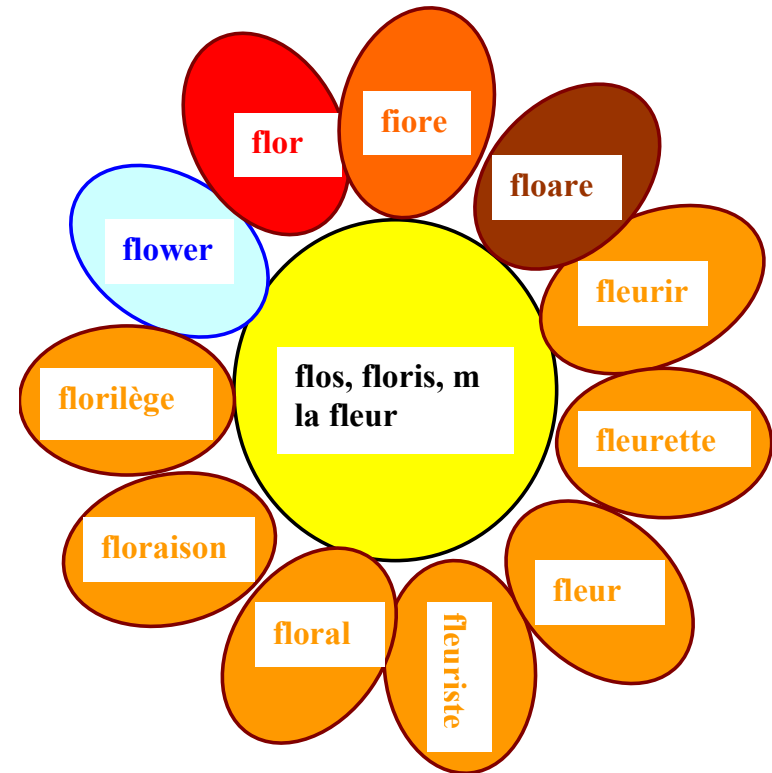 flor
fiore
floare
flower
fleurir
flos, floris, m
la fleur
florilège
fleurette
floraison
fleur
floral
fleuriste